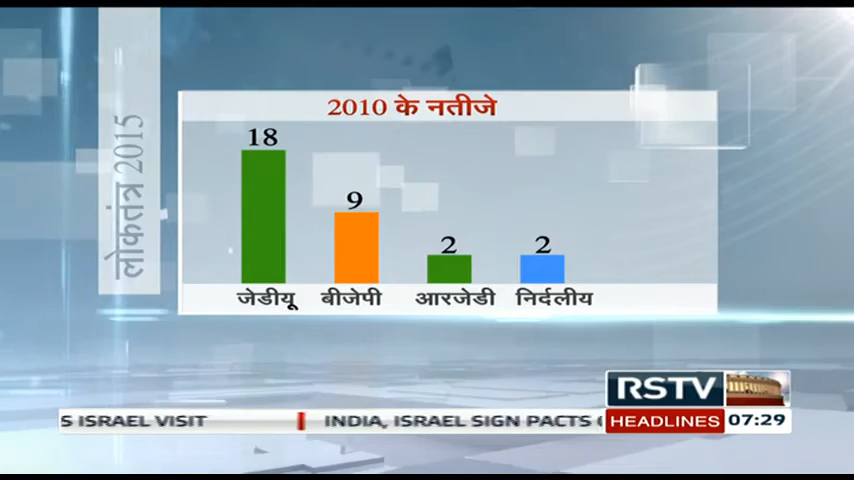 लोकतंत्र 2015
2010 के नतीजे
18
9
2
2
जेडीयू
बीजेपी
आरजेडी
निर्दलीय
RSTV
S ISRAEL VISIT
INDIA, ISRAEL SIGN PACTS
HEADLINES
07:29